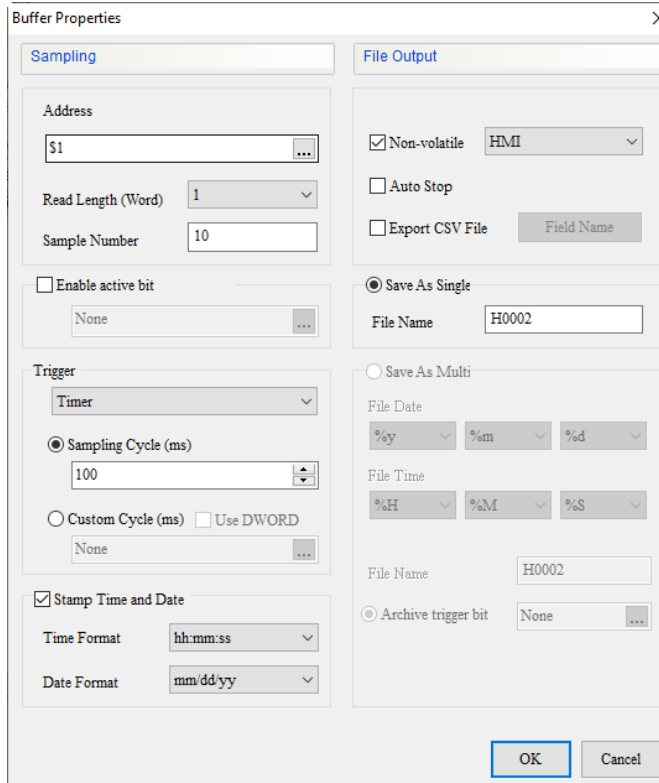 Buffer Properties
Sampling
Address
$1
...
Read Length (Word)
1
Sample Number
10
Enable active bit
None
...
Trigger
Timer
Sampling Cycle (ms)
100
Custom Cycle (ms)
Use DWORD
None
...
Stamp Time and Date
Time Format
hh:mm:ss
Date Format
mm/dd/yy
File Output
Non-volatile
HMI
Auto Stop
Export CSV File
Field Name
Save As Single
File Name
H0002
Save As Multi
File Date
%y %m %d
File Time
%H %M %S
File Name
H0002
Archive trigger bit
None
...
OK
Cancel